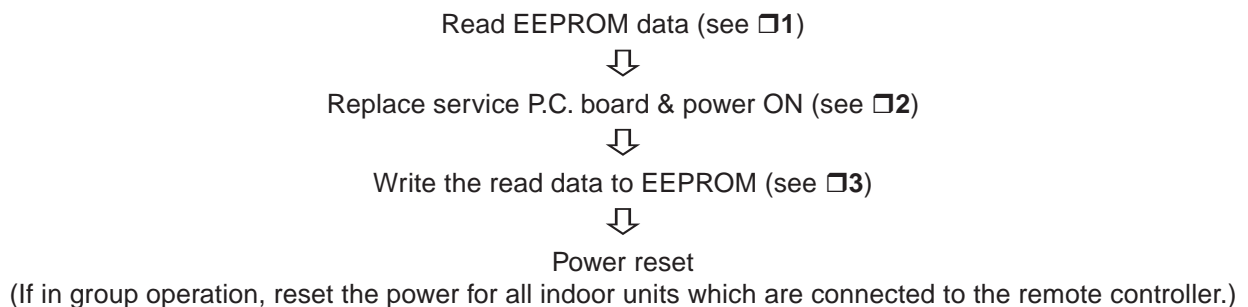 Read EEPROM data (see ❒1)
⇩
Replace service P.C. board & power ON (see ❒2)
⇩
Write the read data to EEPROM (see ❒3)
⇩
Power reset
(If in group operation, reset the power for all indoor units which are connected to the remote controller.)